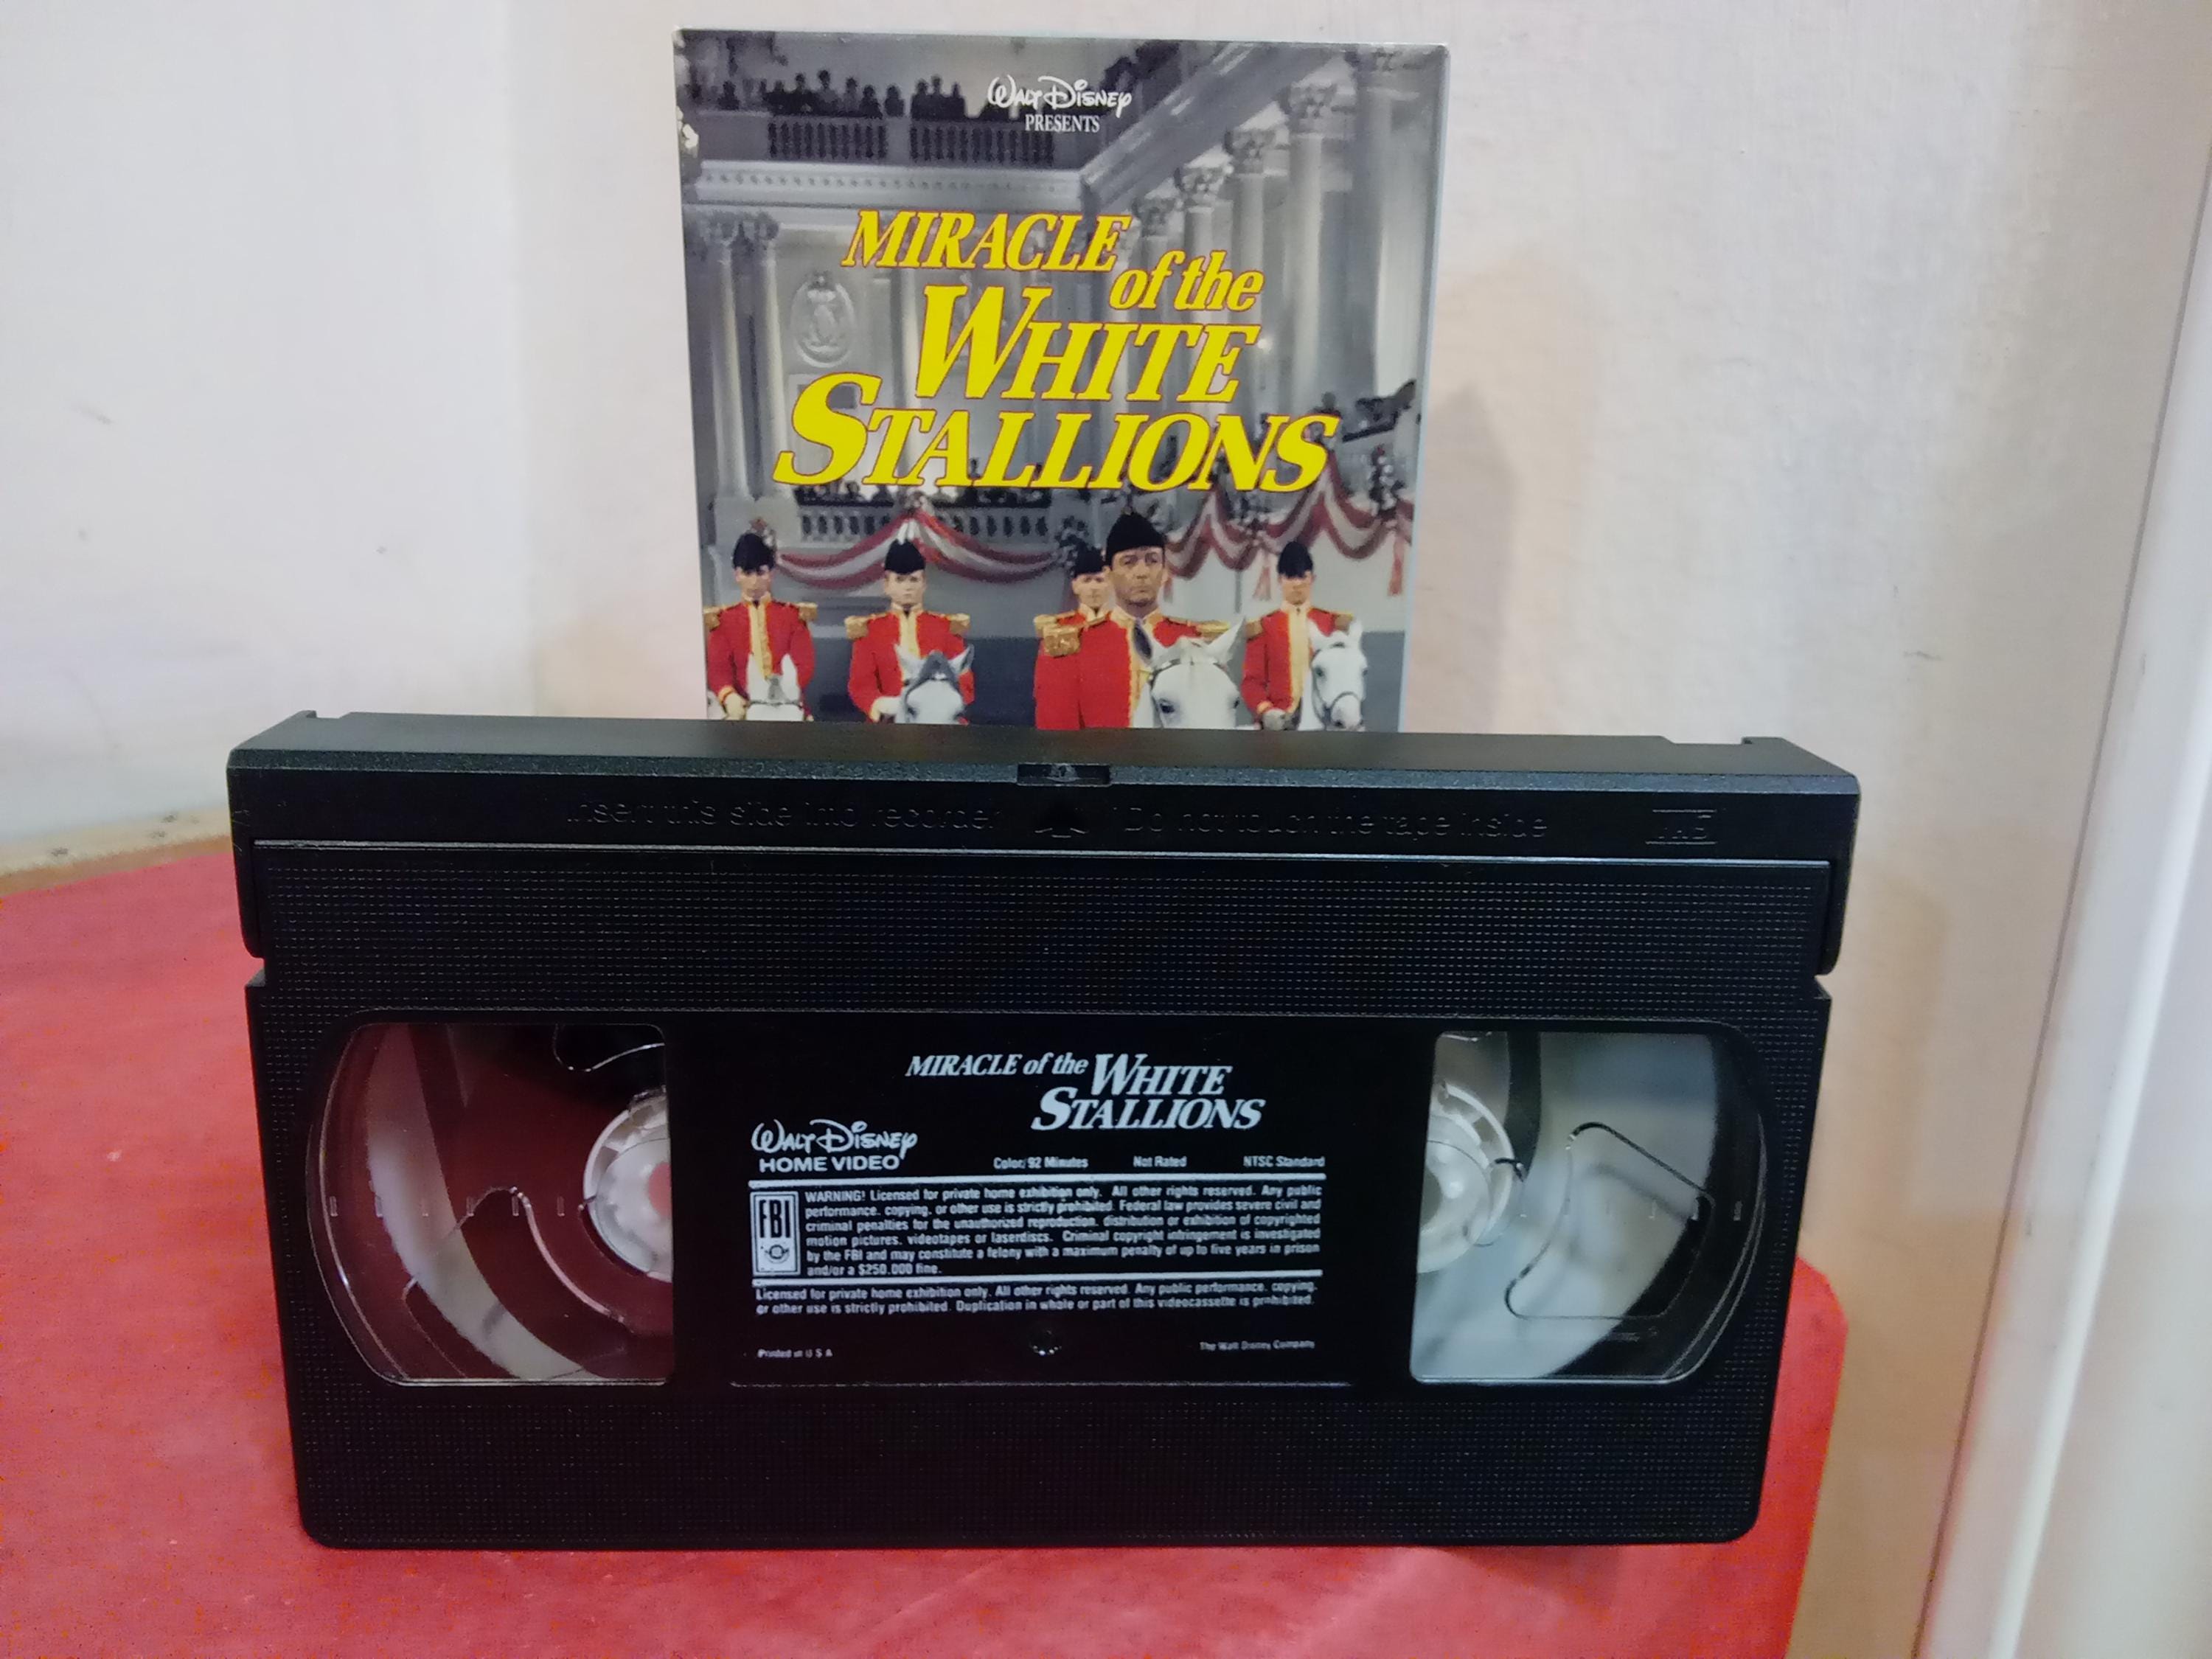 WALT DISNEY
PRESENTS
MIRACLE
of the
WHITE
STALLIONS
Insert this side into recorder Do not touch the tape inside
MIRACLE of the WHITE
STALLIONS
WALT DISNEY
HOME VIDEO
Color/92 Minutes Not Rated NTSC Standard
FBI
WARNING! Licensed for private home exhibition only. All other rights reserved. Any public
performance, copying, or other use is strictly prohibited. Federal law provides severe civil and
criminal penalties for the unauthorized reproduction, distribution or exhibition of copyrighted
motion pictures, videotapes or laserdiscs. Criminal copyright infringement is investigated
by the FBI and may constitute a felony with a maximum penalty of up to five years in prison
and/or a $250.000 fine.
Licensed for private home exhibition only. All other rights reserved. Any public performance, copying,
or other use is strictly prohibited. Duplication in whole or part of this videocassette is prohibited.
Printed in U S A The Walt Disney Company